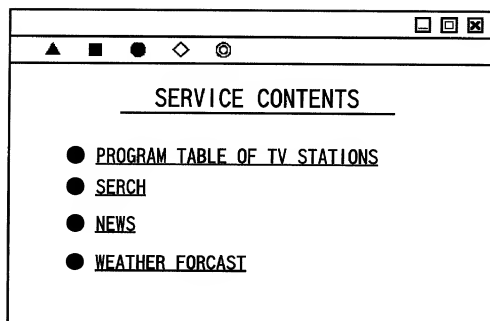 SERVICE CONTENTS
PROGRAM TABLE OF TV STATIONS
SERCH
NEWS
WEATHER FORCAST